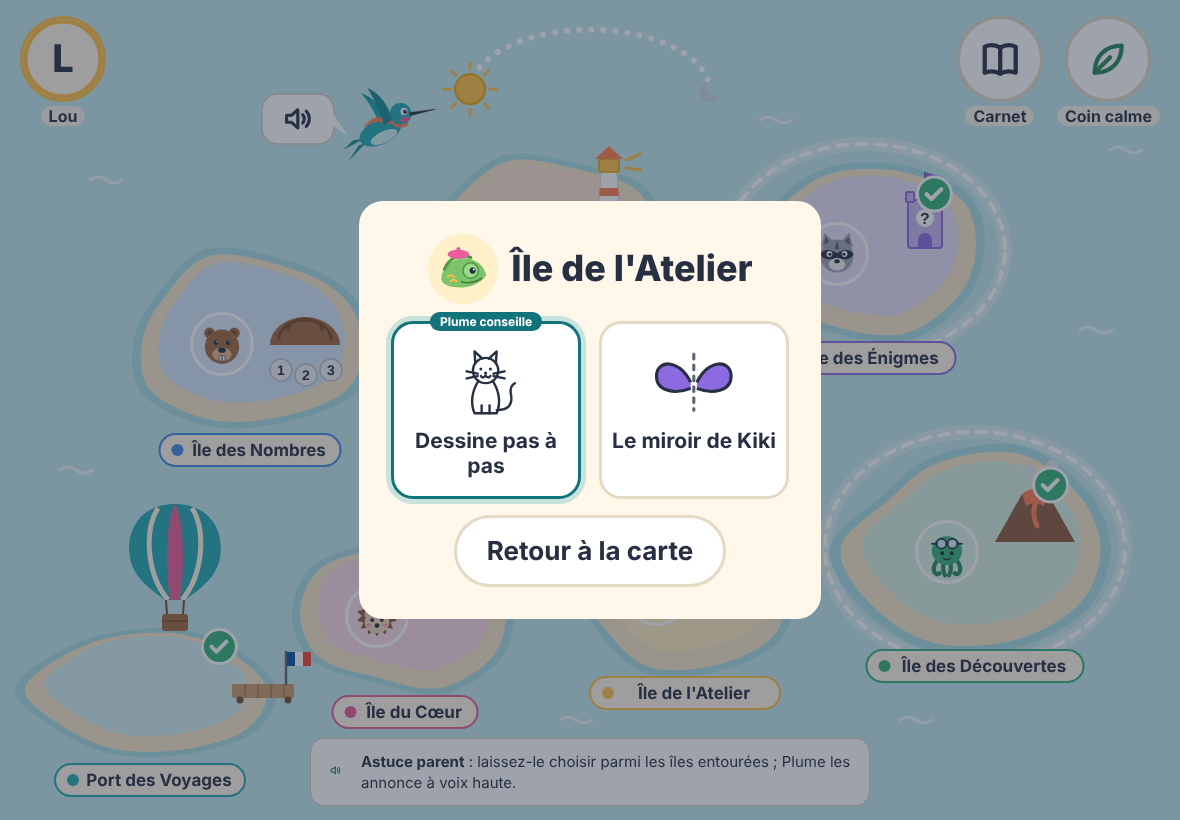 L
Lou
Carnet
Coin calme
?
Île de l'Atelier
Plume conseille
Dessine pas à
pas
Le miroir de Kiki
Retour à la carte
1
2
3
Île des Nombres
e des Énigmes
Île des Découvertes
Île de l'Atelier
Île du Cœur
Port des Voyages
Astuce parent : laissez-le choisir parmi les îles entourées ; Plume les
annonce à voix haute.